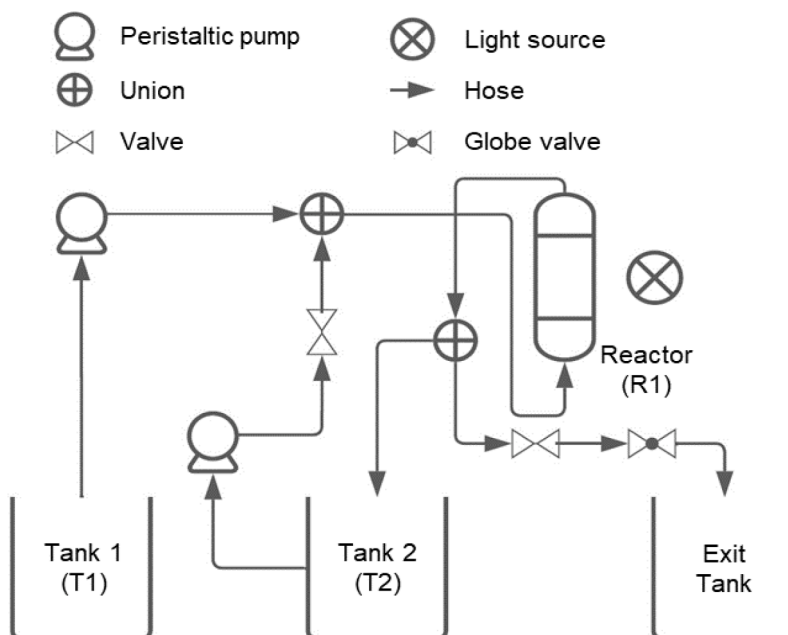 Peristaltic pump
Light source
Union
Hose
Valve
Globe valve
Reactor
(R1)
Tank 1
(T1)
Tank 2
(T2)
Exit
Tank